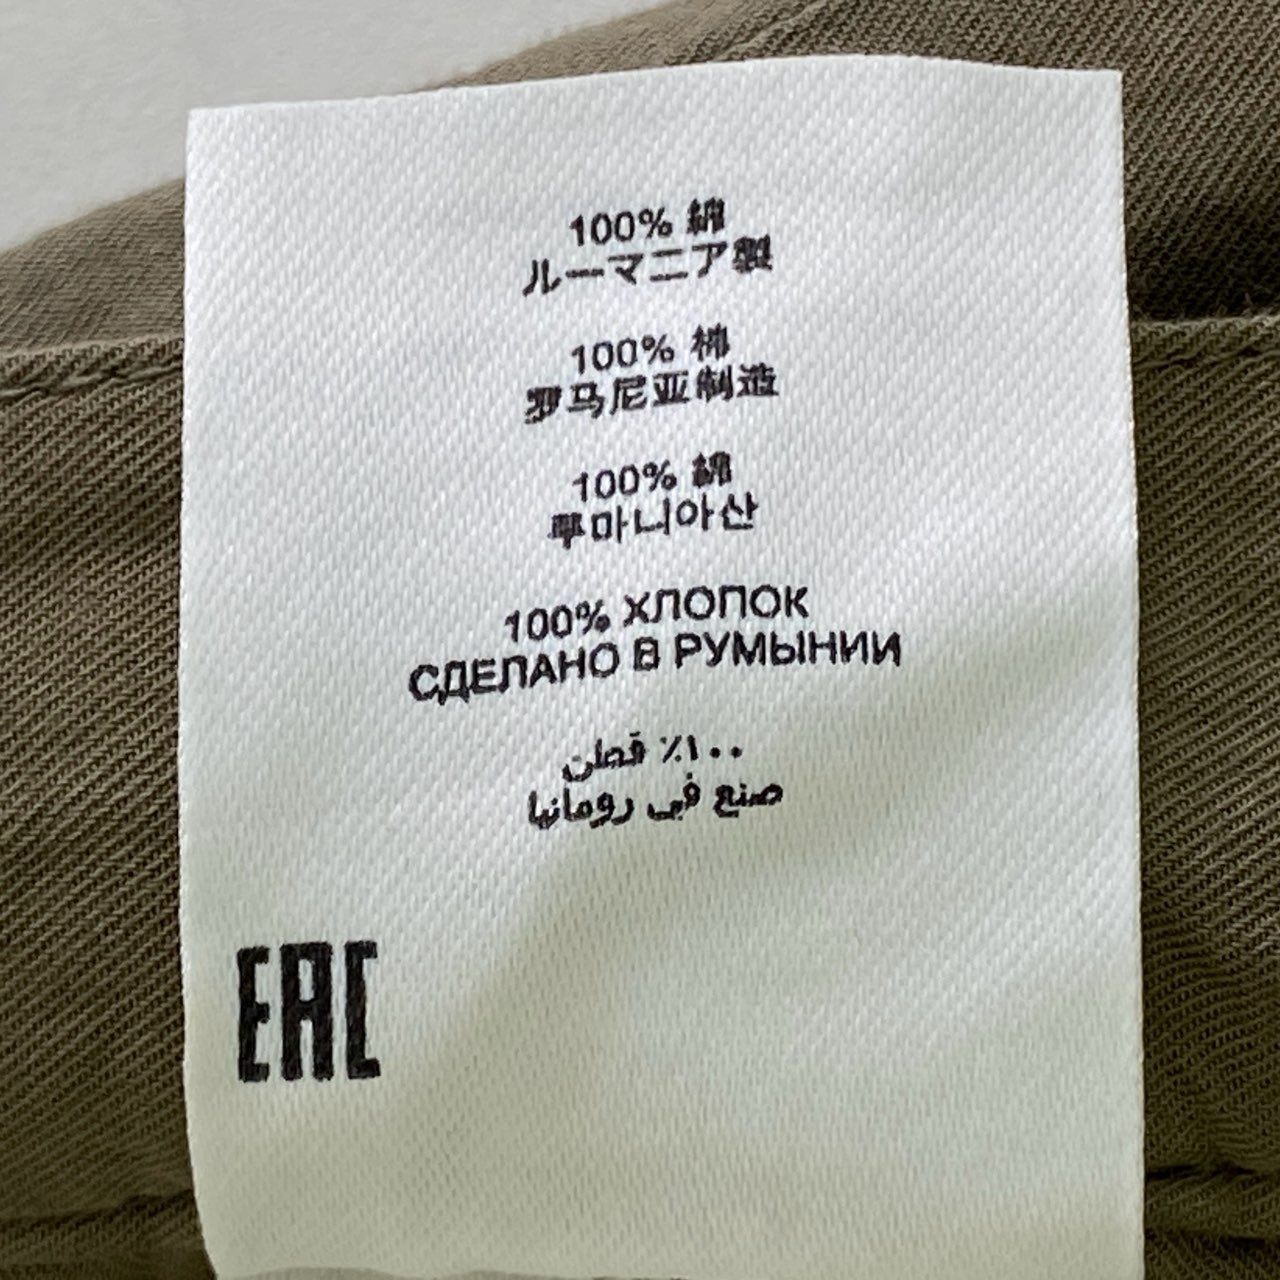 100% 綿
ルーマニア製
100% 棉
罗马尼亚制造
100% 綿
루마니아산
100% ХЛОПОК
СДЕЛАНО В РУМЫНИИ
١٠٠٪ قطن
صنع في رومانيا
EAC